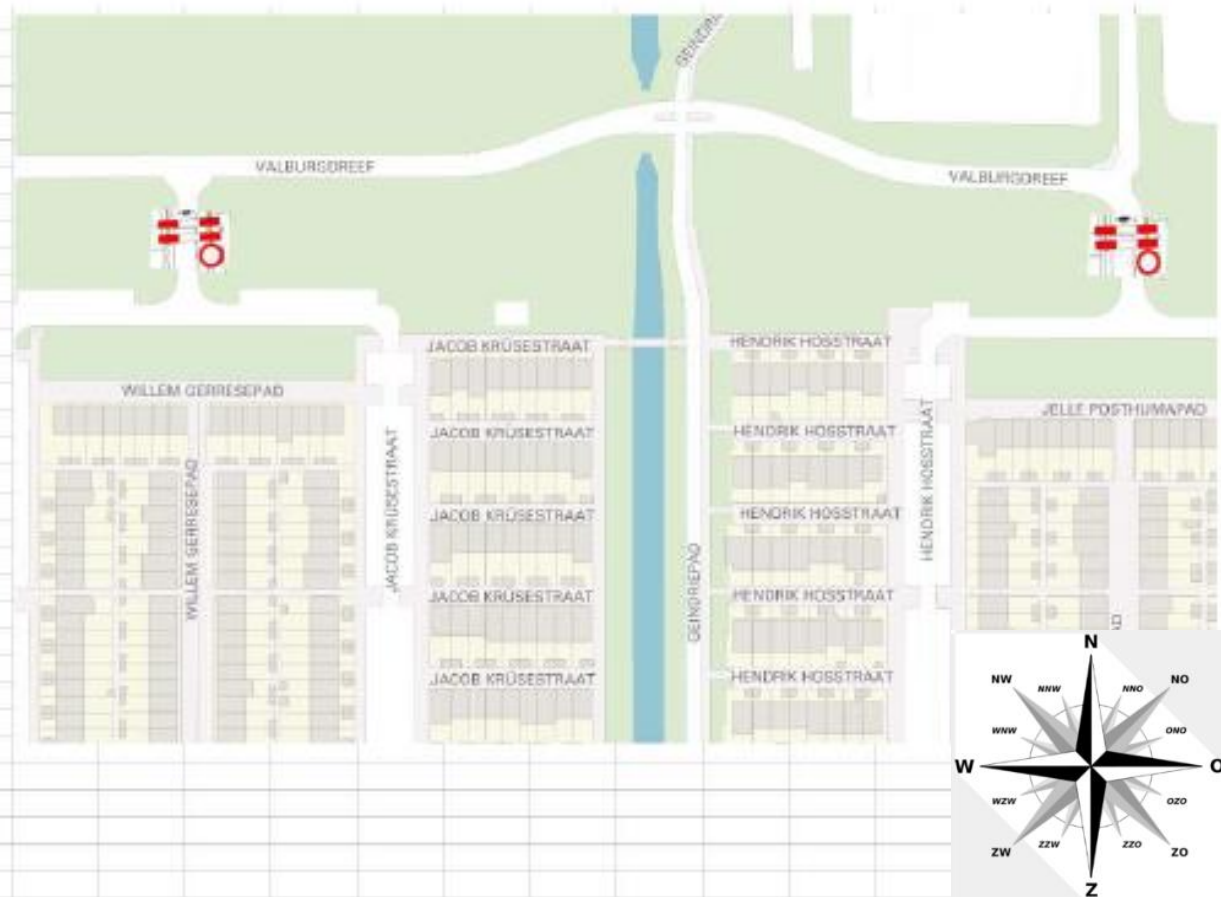 GEINDRI
VALBURGDREEF
VALBURGDREEF
JACOB KRÜSESTRAAT
HENDRIK HOSSTRAAT
WILLEM GERRESEPAD
JELLE POSTHUMAPAD
JACOB KRÜSESTRAAT
HENDRIK HOSSTRAAT
JACOB KRÜSESTRAAT
HENDRIK HOSSTRAAT
WILLEM GERRESEPAD
JACOB KRÜSESTRAAT
HENDRIK HOSSTRAAT
GEINDRIEPAD
JACOB KRÜSESTRAAT
HENDRIK HOSSTRAAT
AD
JACOB KRÜSESTRAAT
HENDRIK HOSSTRAAT
N
NW
NNW
NNO
NO
WNW
ONO
W
O
WZW
OZO
ZW
ZZW
ZZO
ZO
Z